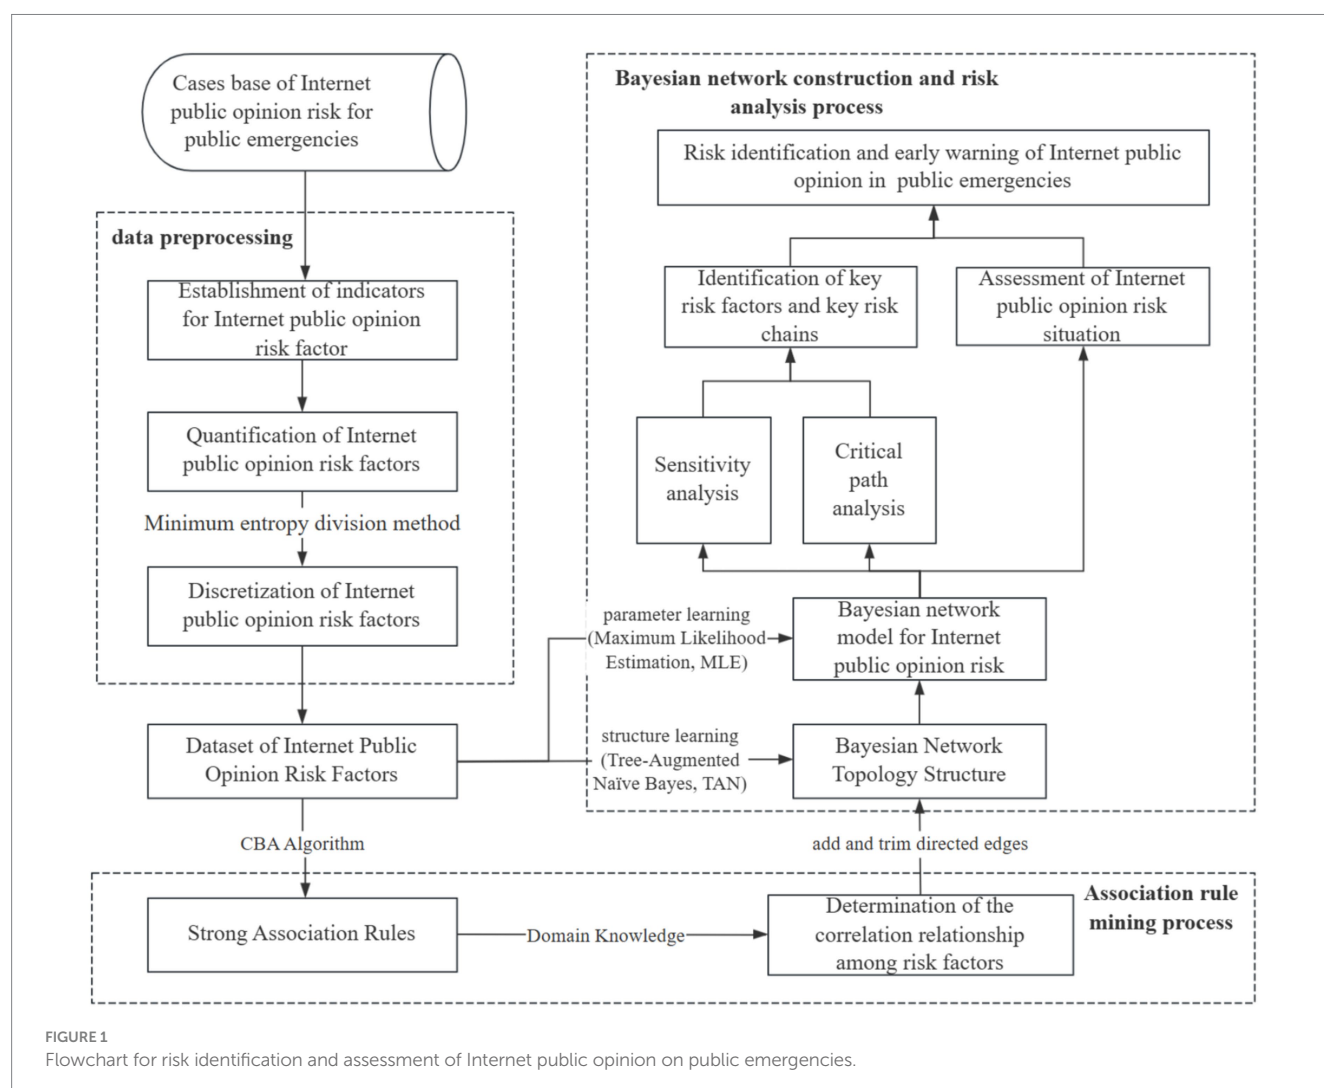 Cases base of Internet
public opinion risk for
public emergencies
data preprocessing
Establishment of indicators
for Internet public opinion
risk factor
Quantification of Internet
public opinion risk factors
Minimum entropy division method
Discretization of Internet
public opinion risk factors
Dataset of Internet Public
Opinion Risk Factors
CBA Algorithm
Strong Association Rules
Domain Knowledge
Determination of the
correlation relationship
among risk factors
Association rule
mining process
add and trim directed edges
structure learning
(Tree-Augmented
Naïve Bayes, TAN)
Bayesian Network
Topology Structure
parameter learning
(Maximum Likelihood
Estimation, MLE)
Bayesian network
model for Internet
public opinion risk
Sensitivity
analysis
Critical
path
analysis
Identification of key
risk factors and key risk
chains
Assessment of Internet
public opinion risk
situation
Risk identification and early warning of Internet public
opinion in public emergencies
Bayesian network construction and risk
analysis process
FIGURE 1
Flowchart for risk identification and assessment of Internet public opinion on public emergencies.